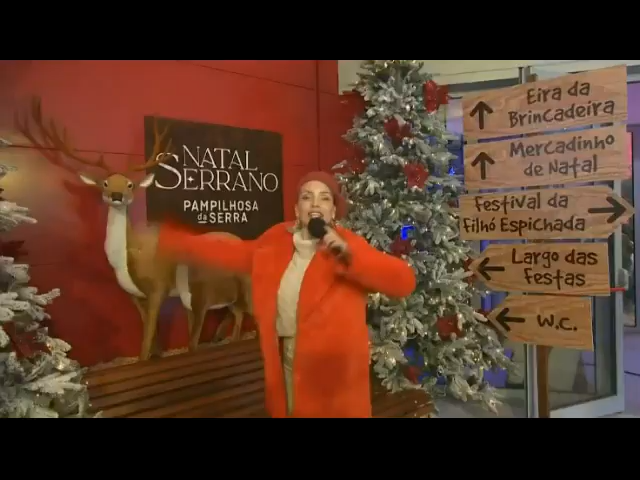 NATAL
SERRANO
PAMPILHOSA
da SERRA
Eira da
Brincadeira
Mercadinho
de Natal
Festival da
Filhó Espichada
Largo das
Festas
W.C.